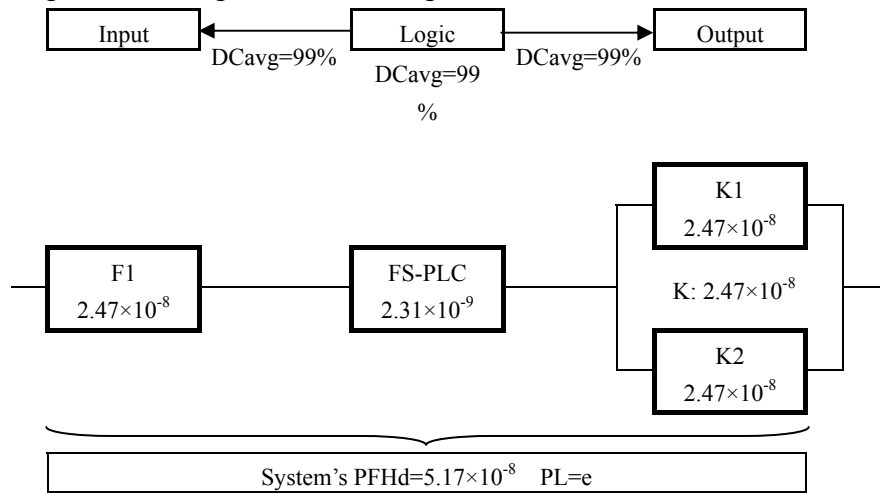 Input
Logic
Output
DCavg=99%
DCavg=99
%
DCavg=99%
K1
2.47×10⁻⁸
F1
2.47×10⁻⁸
FS-PLC
2.31×10⁻⁹
K: 2.47×10⁻⁸
K2
2.47×10⁻⁸
System's PFHd=5.17×10⁻⁸ PL=e